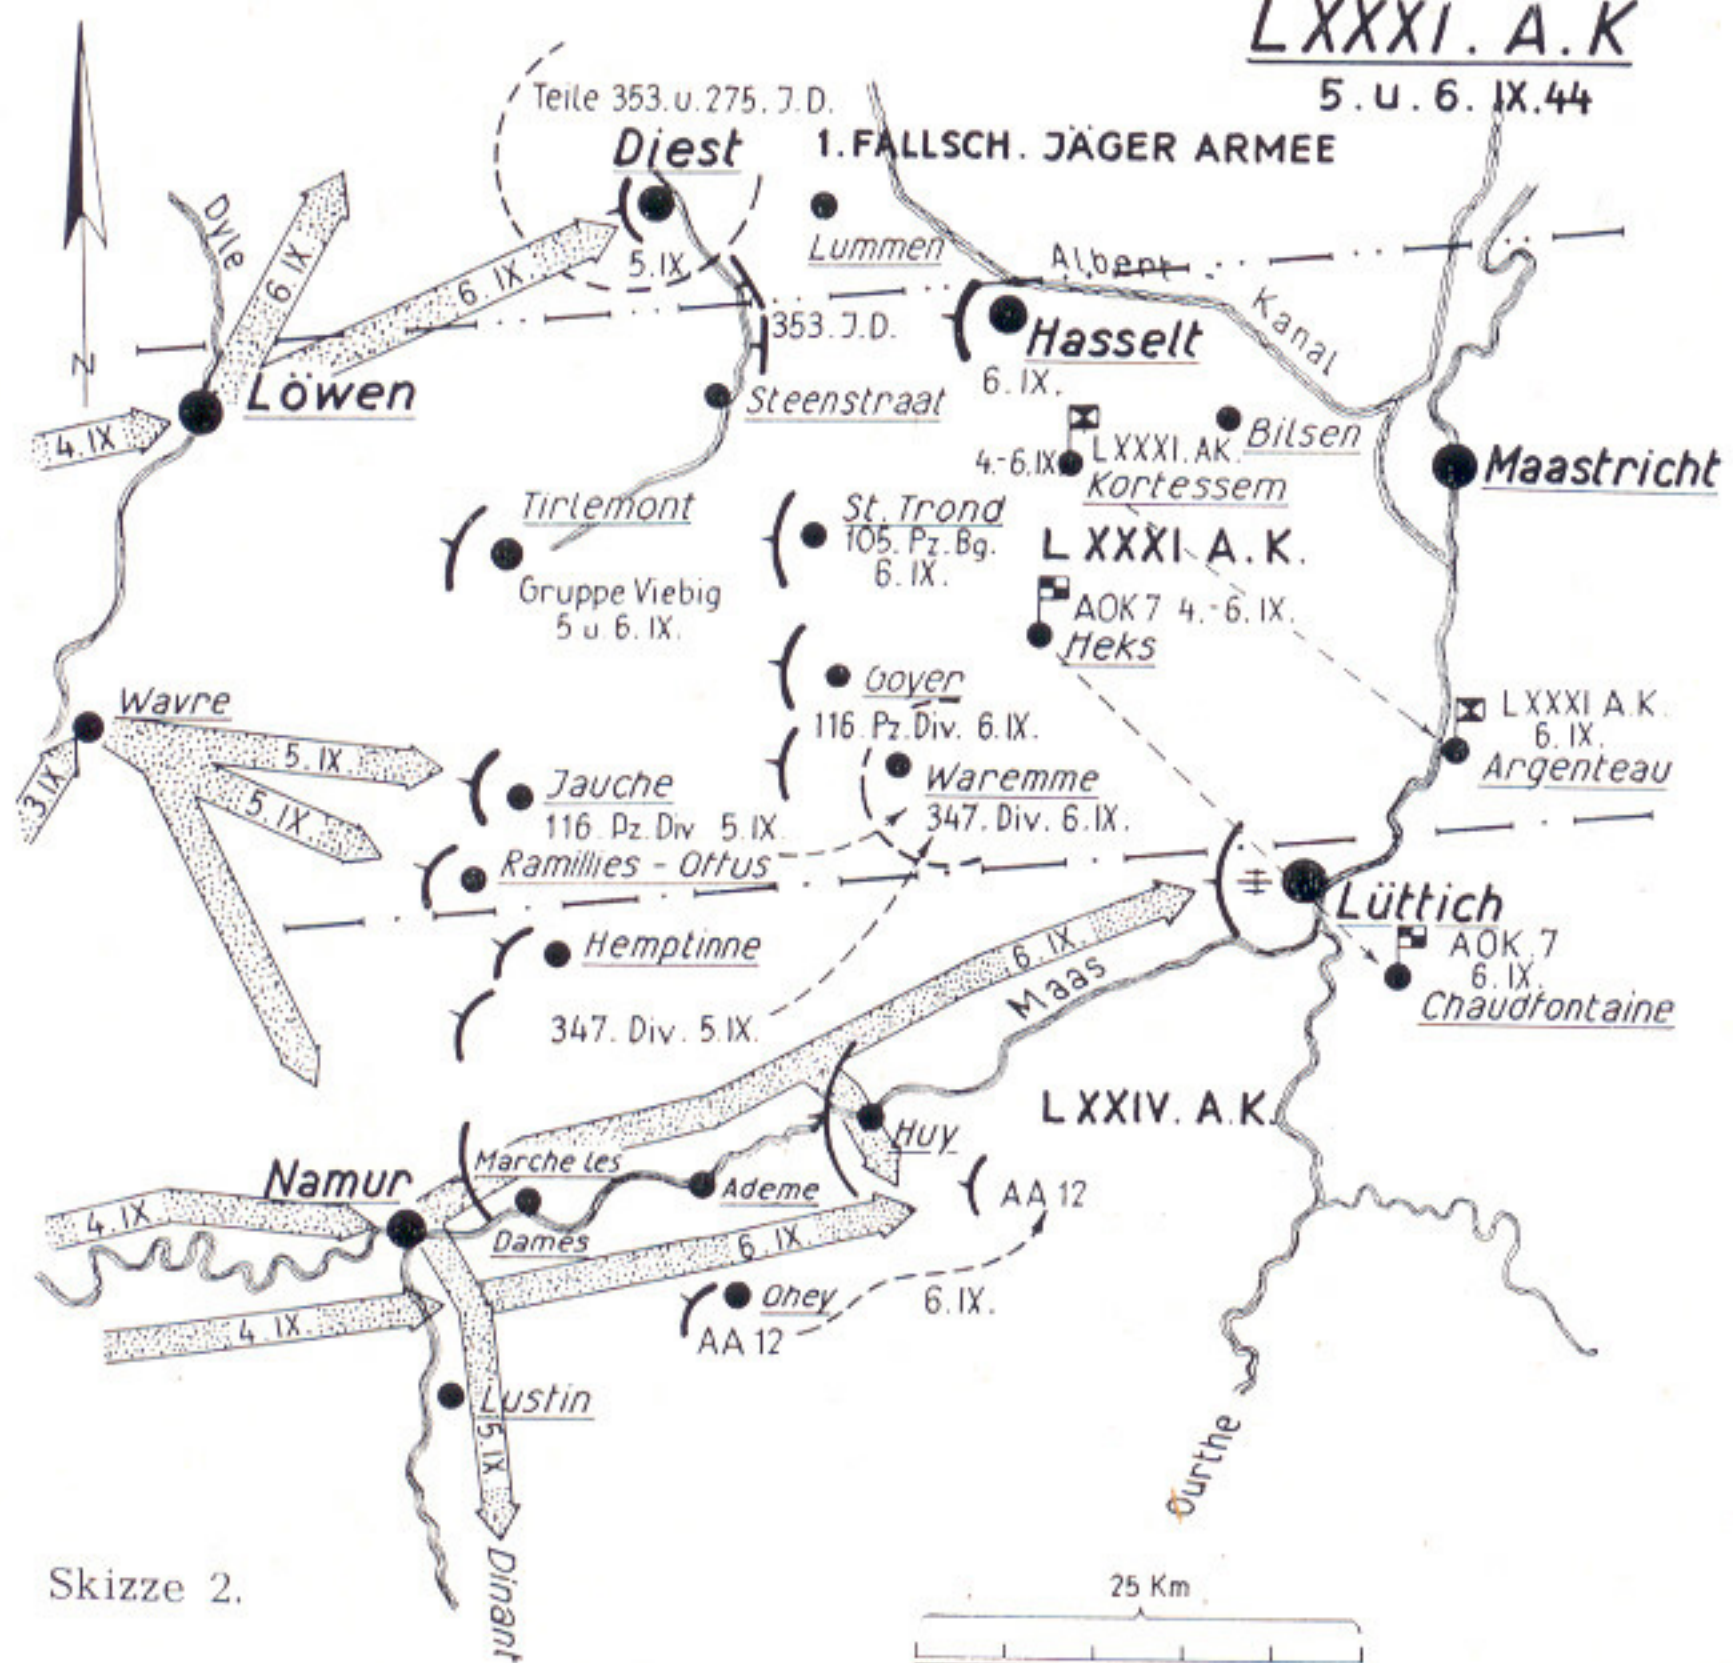 LXXXI. A.K
5. u. 6. IX. 44
Teile 353. u. 275. J.D.
Diest
1. FALLSCH. JÄGER ARMEE
Dyle
6. IX
6. IX.
5. IX.
Lummen
Albert
Kanal
353. J.D.
Hasselt
6. IX.
N
Löwen
4. IX
Steenstraat
Bilsen
4.-6. IX
LXXXI. AK.
Kortessem
Maastricht
Tirlemont
Gruppe Viebig
5 u. 6. IX.
St. Trond
105. Pz. Bg.
6. IX.
LXXXI. A.K.
AOK 7 4.-6. IX.
Heks
Wavre
3 IX
5. IX.
5. IX.
Goyer
116 Pz. Div. 6. IX.
LXXXI A.K.
6. IX.
Argenteau
Jauche
116. Pz. Div 5. IX.
Waremme
347. Div. 6. IX.
Ramillies - Offus
Lüttich
Hemptinne
6. IX.
Maas
AOK. 7
6. IX.
Chaudfontaine
347. Div. 5. IX.
LXXIV. A.K.
Huy
Namur
Marche les
Dames
Ademe
AA 12
4. IX.
6. IX.
4. IX.
Ohey
AA 12
6. IX.
Lustin
5. IX.
Ourthe
Dinant
Skizze 2.
25 Km